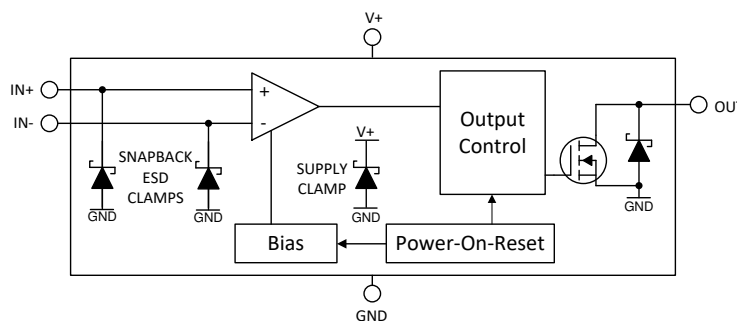 V+
IN+
IN-
+
-
SNAPBACK
ESD
CLAMPS
GND
GND
V+
SUPPLY
CLAMP
GND
Output
Control
OUT
GND
Bias
Power-On-Reset
GND